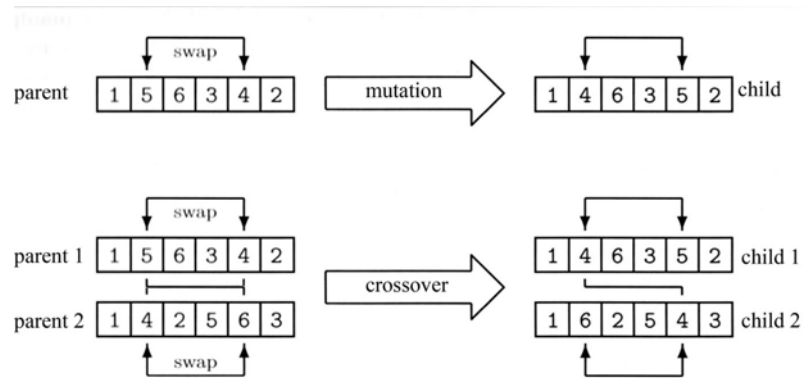 swap
parent 1 5 6 3 4 2 mutation 1 4 6 3 5 2 child
swap
parent 1 1 5 6 3 4 2 1 4 6 3 5 2 child 1
crossover
parent 2 1 4 2 5 6 3 1 6 2 5 4 3 child 2
swap